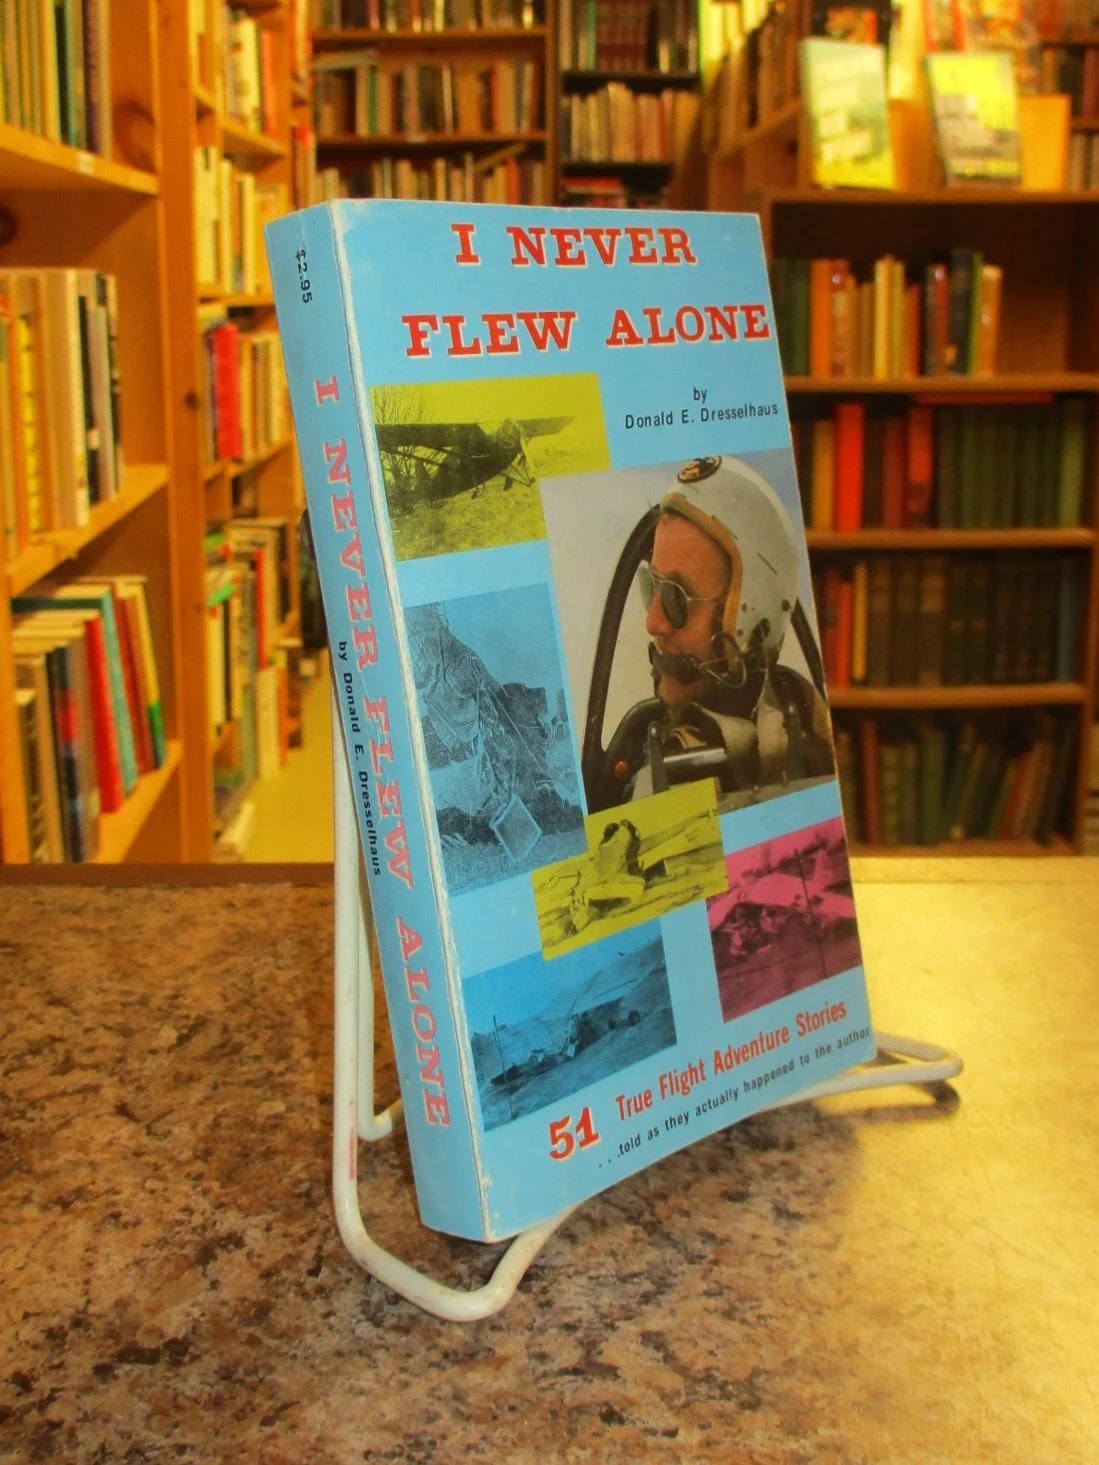 I NEVER
FLEW ALONE
by
Donald E. Dresselhaus
51 True Flight Adventure Stories
. . .told as they actually happened to the author
$2.95
I NEVER FLEW ALONE
by Donald E. Dresselhaus